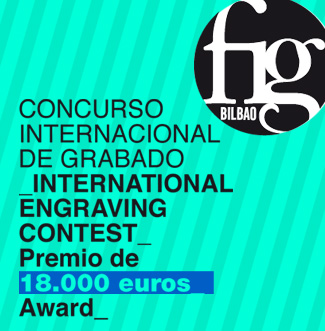 fig
BILBAO
CONCURSO
INTERNACIONAL
DE GRABADO
_INTERNATIONAL
ENGRAVING
CONTEST_
Premio de
18.000 euros _
Award_